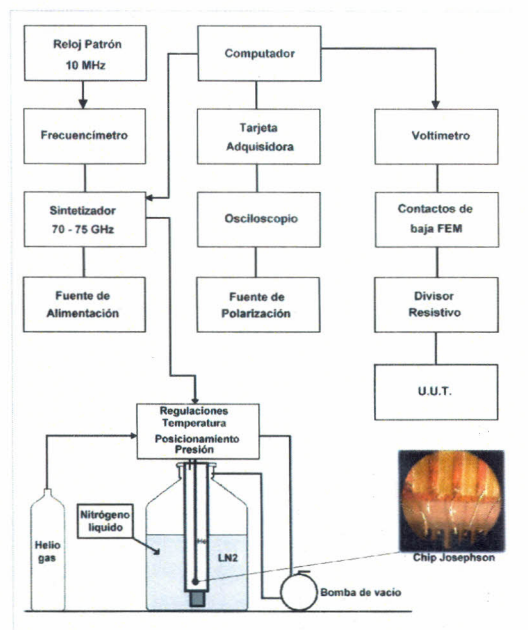 Reloj Patrón
10 MHz
Computador
Frecuencímetro
Tarjeta
Adquisidora
Voltímetro
Sintetizador
70 - 75 GHz
Osciloscopio
Contactos de
baja FEM
Fuente de
Alimentación
Fuente de
Polarización
Divisor
Resistivo
U.U.T.
Regulaciones
Temperatura
Posicionamiento
Presión
Nitrógeno
líquido
Helio
gas
He
LN2
Chip Josephson
Bomba de vacío